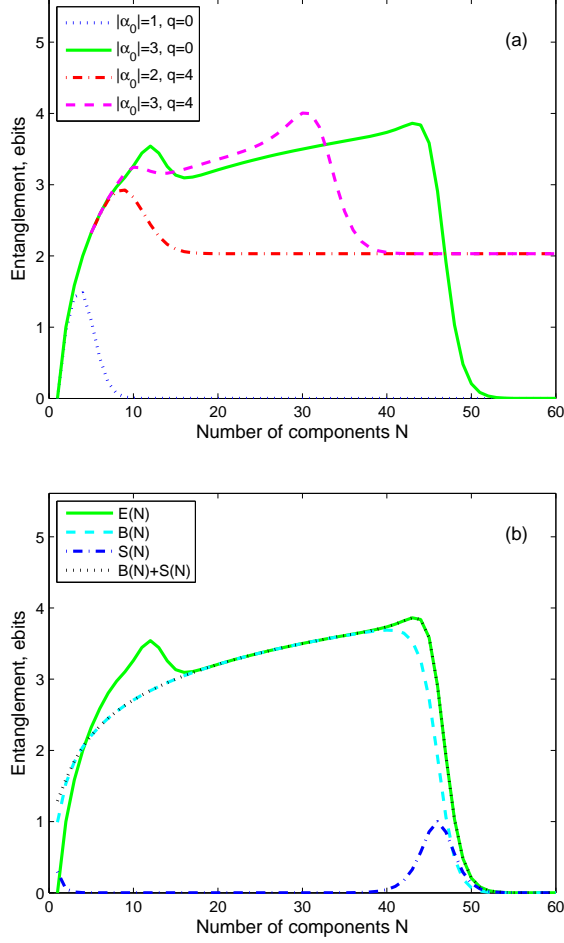 5
4
3
2
1
0
0 10 20 30 40 50 60
Entanglement, ebits
Number of components N
|α₀|=1, q=0
|α₀|=3, q=0
|α₀|=2, q=4
|α₀|=3, q=4
(a)
5
4
3
2
1
0
0 10 20 30 40 50 60
Entanglement, ebits
Number of components N
E(N)
B(N)
S(N)
B(N)+S(N)
(b)